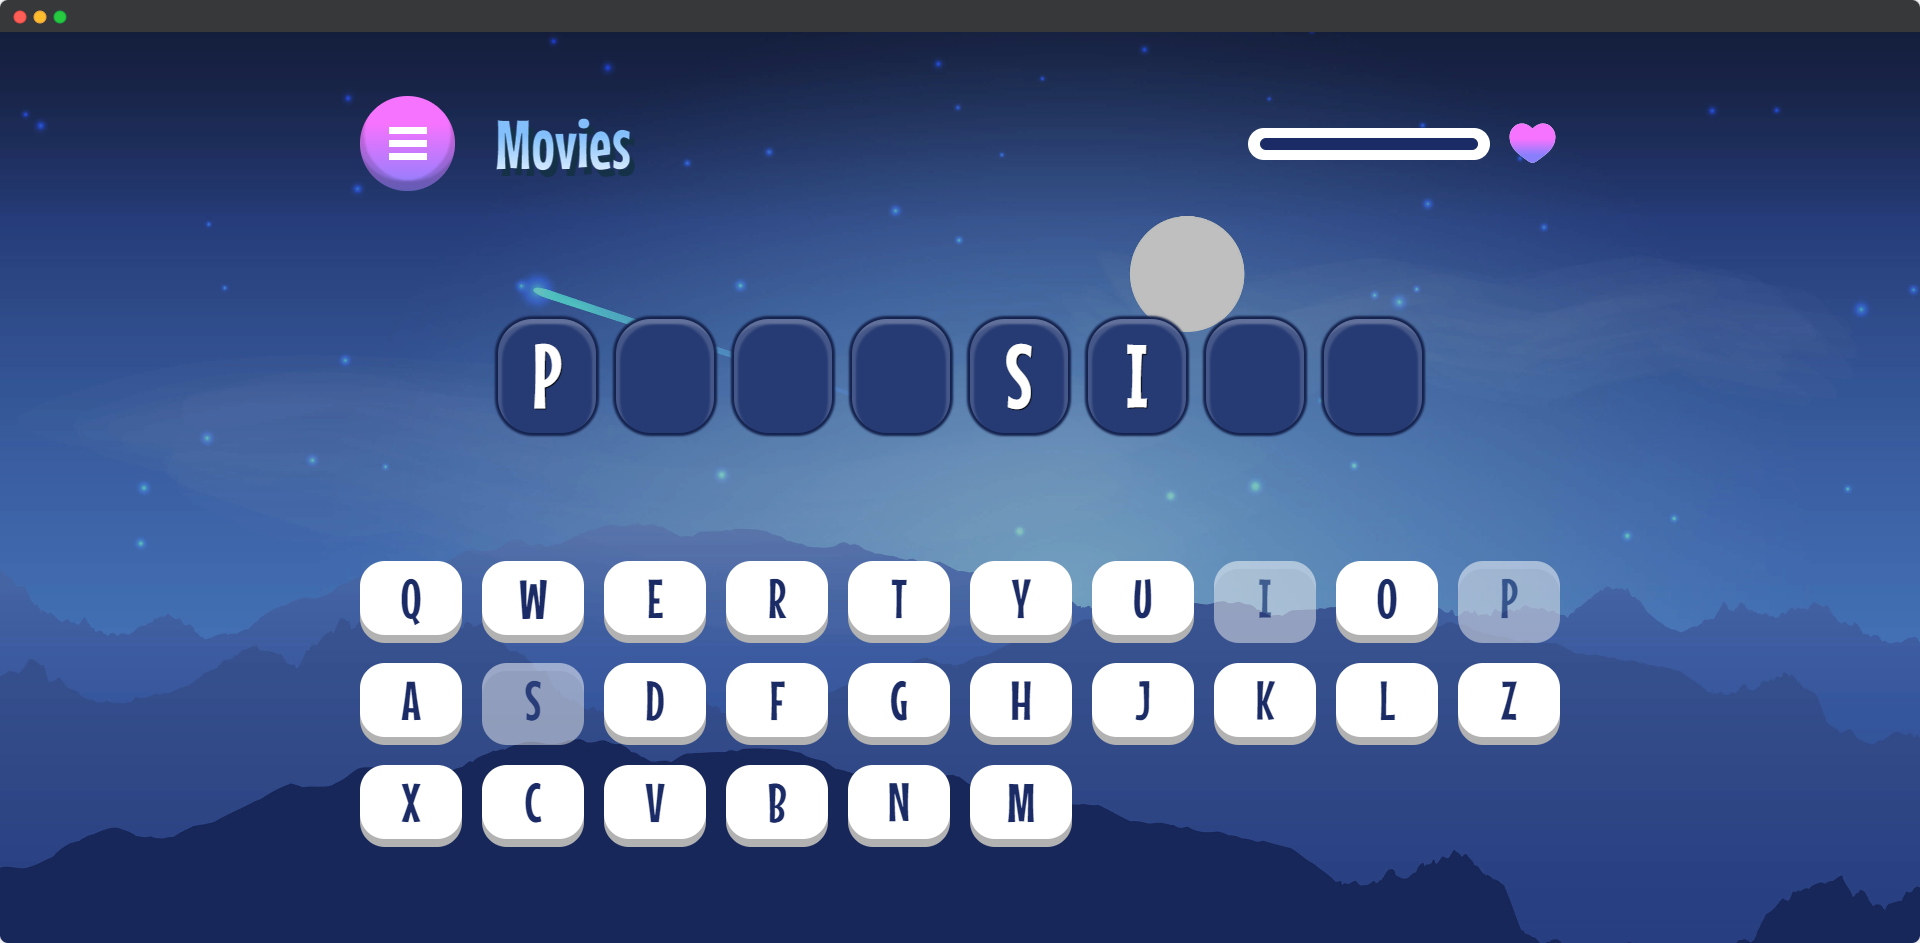 Movies
P S I
Q W E R T Y U I O P
A S D F G H J K L Z
X C V B N M